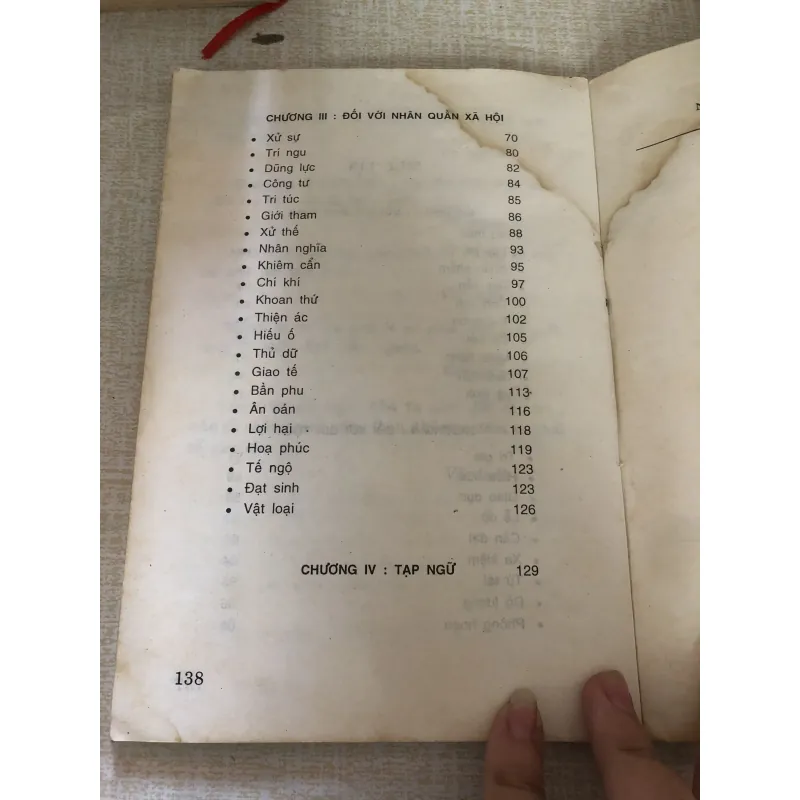 CHƯƠNG III : ĐỐI VỚI NHÂN QUẦN XÃ HỘI
• Xử sự 70
• Trí ngu 80
• Dũng lực 82
• Công tư 84
• Tri túc 85
• Giới tham 86
• Xử thế 88
• Nhân nghĩa 93
• Khiêm cẩn 95
• Chí khí 97
• Khoan thứ 100
• Thiện ác 102
• Hiếu ố 105
• Thủ dữ 106
• Giao tế 107
• Bần phu 113
• Ân oán 116
• Lợi hại 118
• Hoạ phúc 119
• Tế ngộ 123
• Đạt sinh 123
• Vật loại 126
CHƯƠNG IV : TẠP NGỮ 129
138